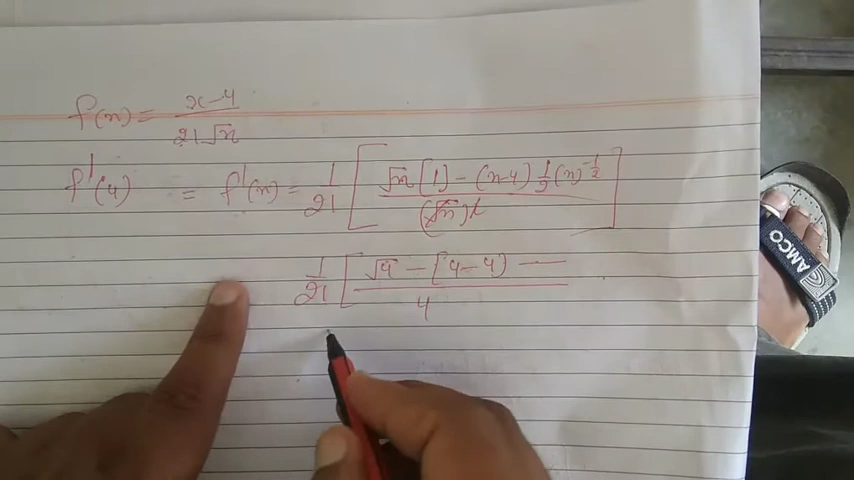 f(x) = x-4 / 21√x
f'(4) = f'(x) = 1/21 [ √x [1] - (x-4) 1/2 (x)^-1/2 / (√x)² ]
1/21 [ √4 - [4-4) — / 4
AMCO